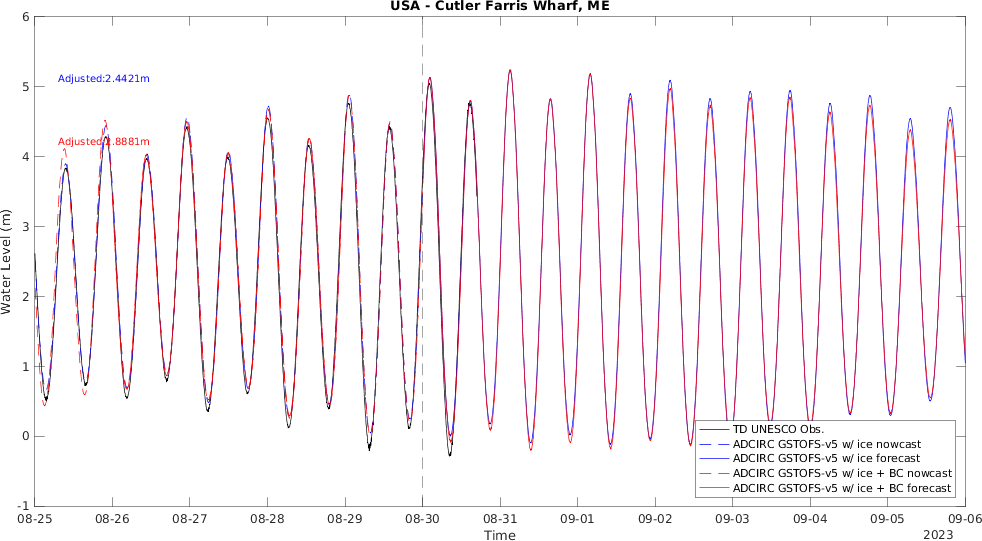 USA - Cutler Farris Wharf, ME
6
5
4
3
2
1
0
-1
Water Level (m)
Adjusted:2.4421m
Adjusted:2.8881m
TD UNESCO Obs.
ADCIRC GSTOFS-v5 w/ ice nowcast
ADCIRC GSTOFS-v5 w/ ice forecast
ADCIRC GSTOFS-v5 w/ ice + BC nowcast
ADCIRC GSTOFS-v5 w/ ice + BC forecast
08-25 08-26 08-27 08-28 08-29 08-30 08-31 09-01 09-02 09-03 09-04 09-05 09-06
Time
2023